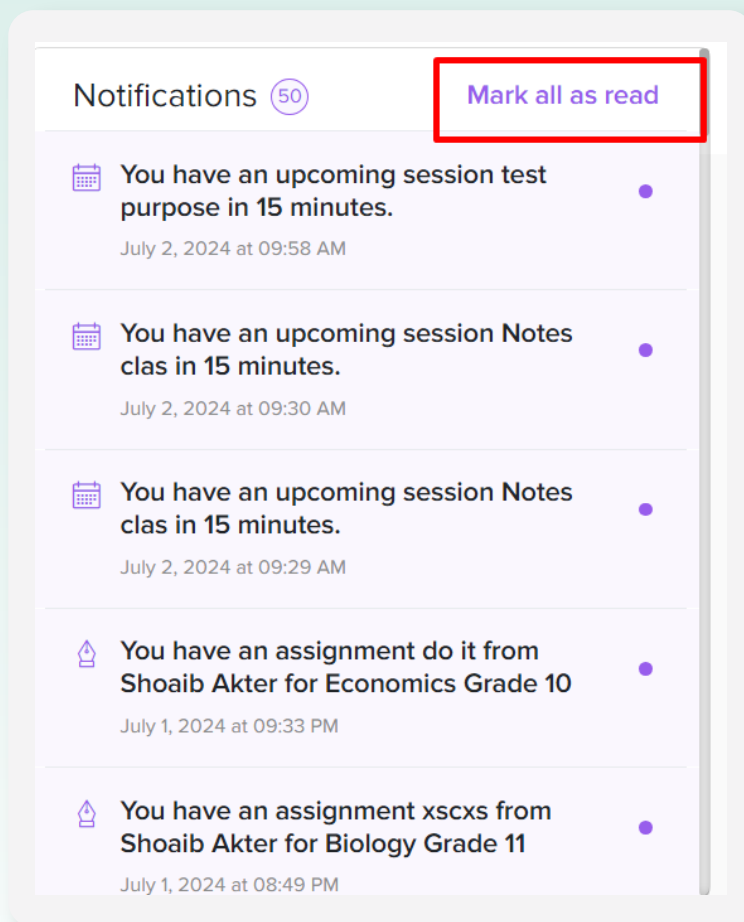 Notifications 50 Mark all as read
You have an upcoming session test
purpose in 15 minutes.
July 2, 2024 at 09:58 AM
You have an upcoming session Notes
clas in 15 minutes.
July 2, 2024 at 09:30 AM
You have an upcoming session Notes
clas in 15 minutes.
July 2, 2024 at 09:29 AM
You have an assignment do it from
Shoaib Akter for Economics Grade 10
July 1, 2024 at 09:33 PM
You have an assignment xscxs from
Shoaib Akter for Biology Grade 11
July 1, 2024 at 08:49 PM